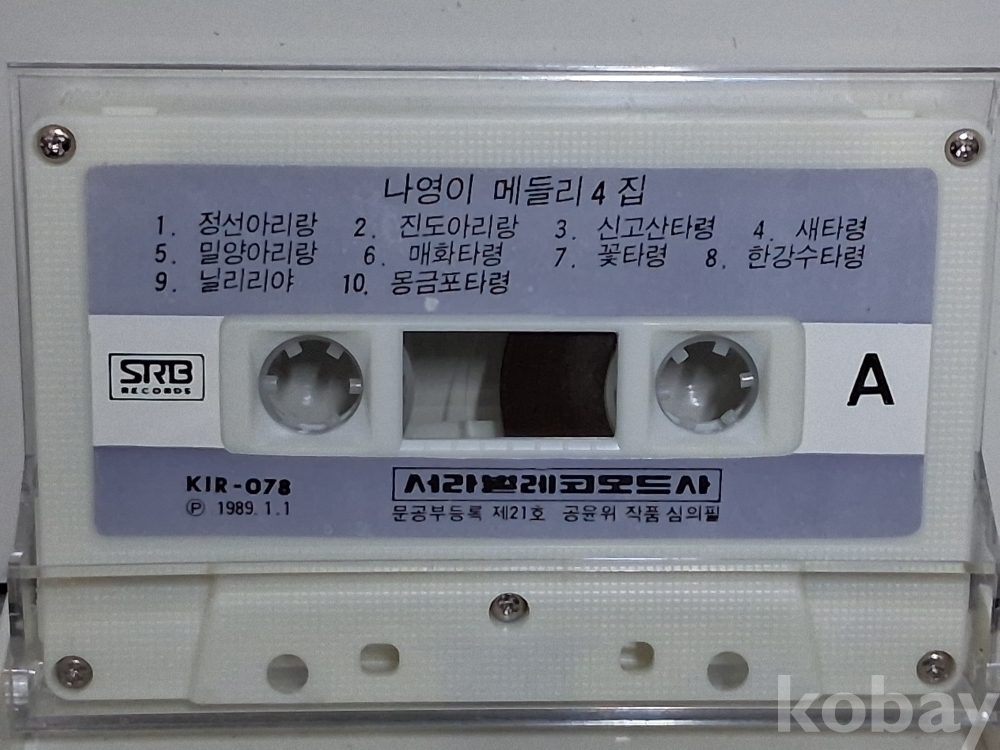 나영이 메들리 4 집
1. 정선아리랑 2. 진도아리랑 3. 신고산타령 4. 새타령
5. 밀양아리랑 6. 매화타령 7. 꽃타령 8. 한강수타령
9. 닐리리야 10. 몽금포타령
SRB
RECORDS
A
KIR-078
서라벌레코드사
Ⓟ 1989. 1. 1
문공부등록 제21호 공윤위 작품 심의필
kobay